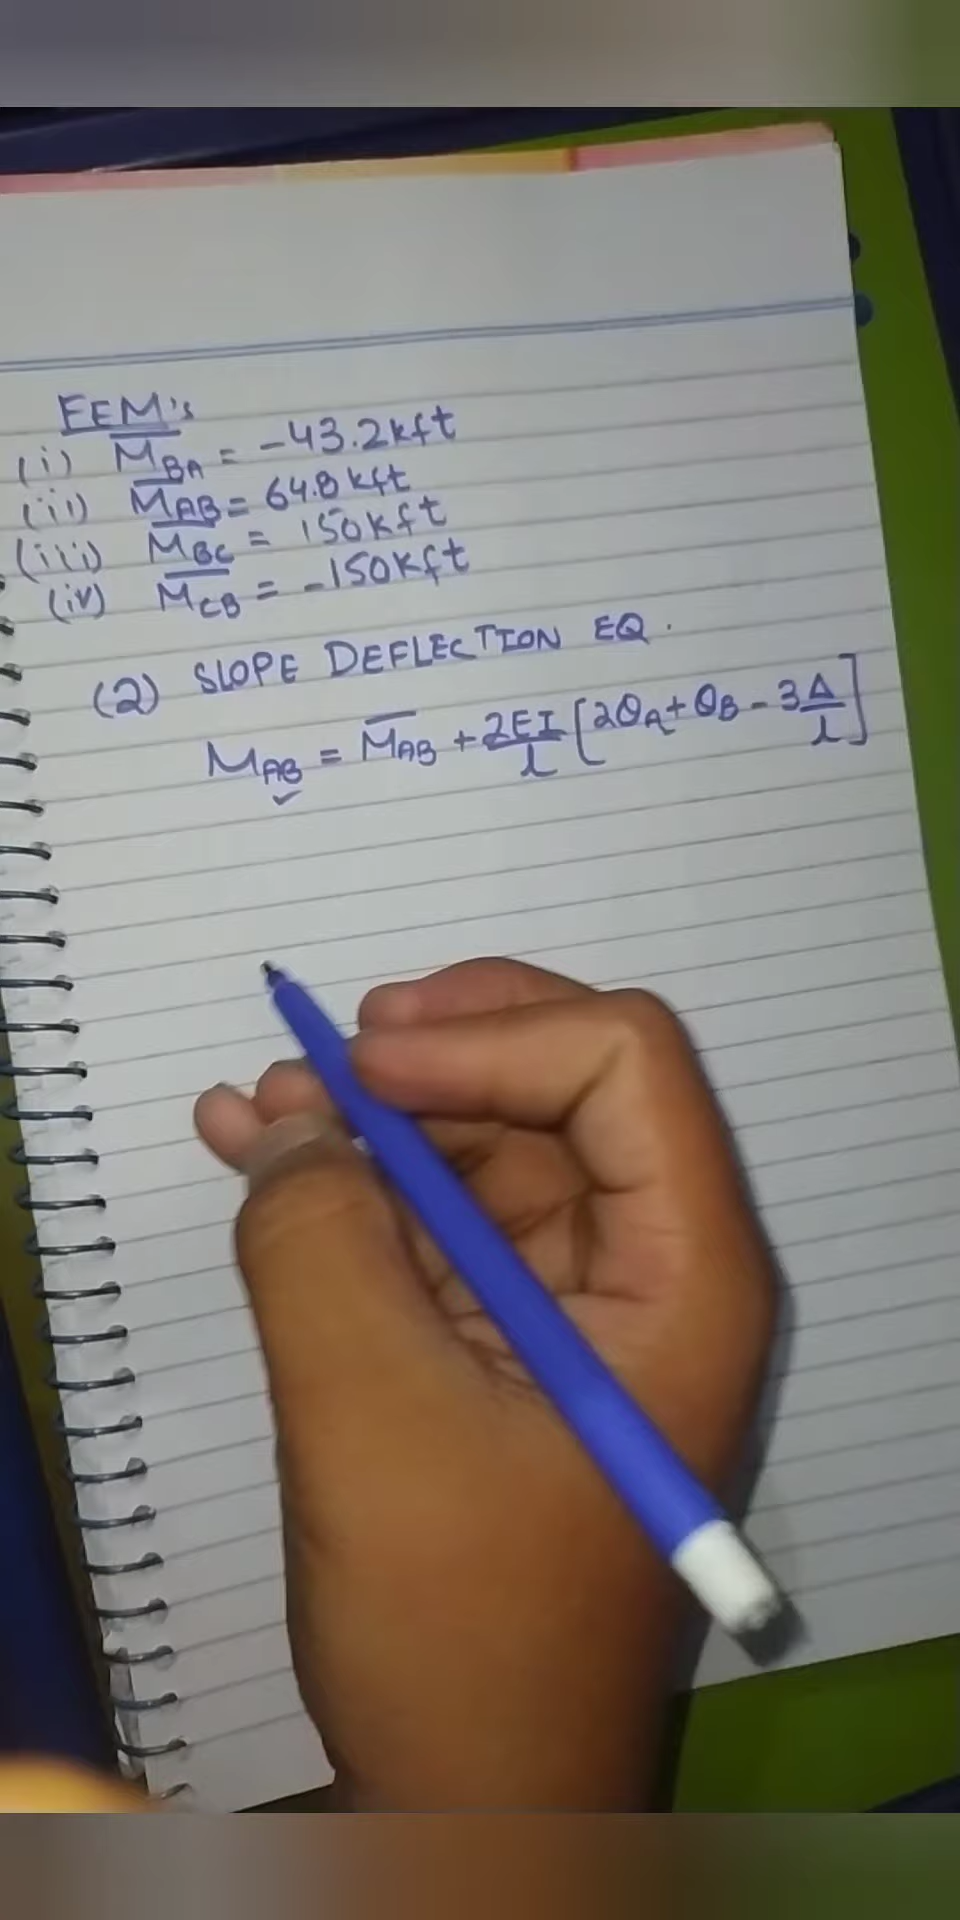 FEM's
(i) M̅BA = -43.2kft
(ii) M̅AB = 64.8 kft
(iii) M̅BC = 150kft
(iv) M̅CB = -150kft
(2) SLOPE DEFLECTION EQ.
MAB = M̅AB + 2EI/l [2θA + θB - 3Δ/l]